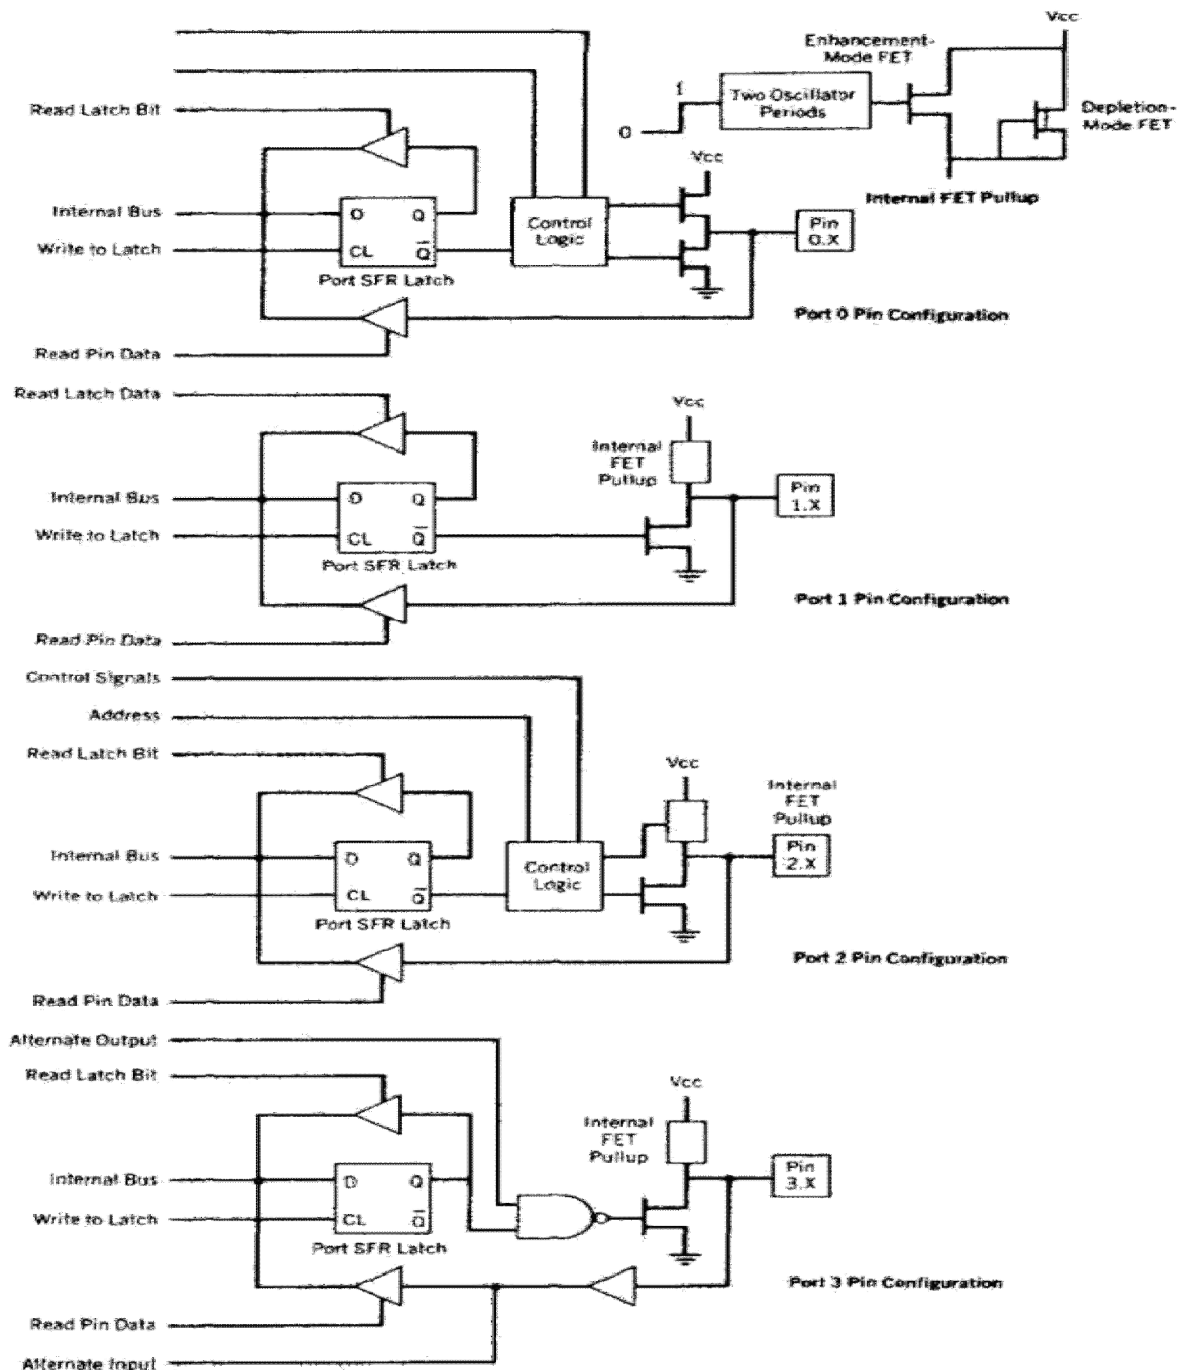 Vcc
Enhancement-
Mode FET
1
Two Oscillator
Periods
0
Depletion-
Mode FET
Internal FET Pullup
Read Latch Bit
Vcc
Internal Bus
D Q
Control
Logic
Pin
0.X
Write to Latch
CL Q̅
Port SFR Latch
Port 0 Pin Configuration
Read Pin Data
Read Latch Data
Vcc
Internal
FET
Pullup
Internal Bus
D Q
Pin
1.X
Write to Latch
CL Q̅
Port SFR Latch
Port 1 Pin Configuration
Read Pin Data
Control Signals
Address
Read Latch Bit
Vcc
Internal
FET
Pullup
Internal Bus
D Q
Control
Logic
Pin
2.X
Write to Latch
CL Q̅
Port SFR Latch
Port 2 Pin Configuration
Read Pin Data
Alternate Output
Read Latch Bit
Vcc
Internal
FET
Pullup
Internal Bus
D Q
Pin
3.X
Write to Latch
CL Q̅
Port SFR Latch
Port 3 Pin Configuration
Read Pin Data
Alternate Input